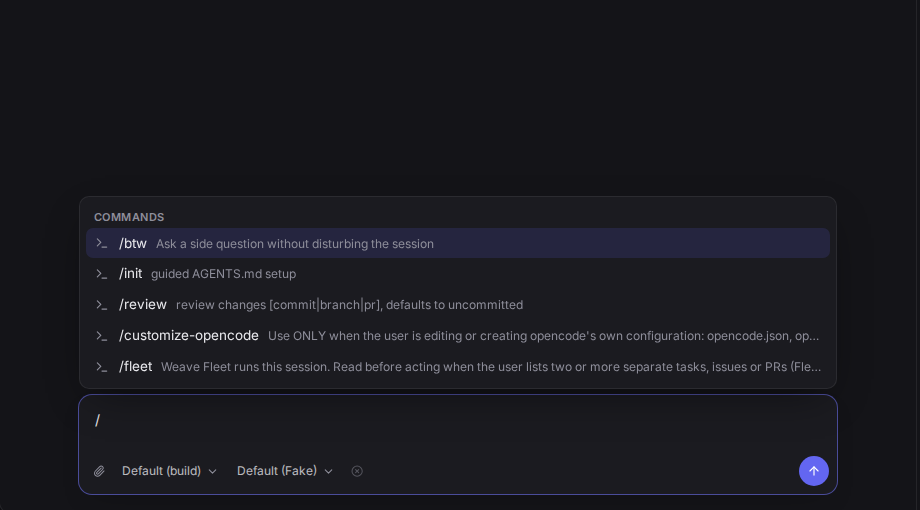 COMMANDS
/btw Ask a side question without disturbing the session
/init guided AGENTS.md setup
/review review changes [commit|branch|pr], defaults to uncommitted
/customize-opencode Use ONLY when the user is editing or creating opencode's own configuration: opencode.json, op...
/fleet Weave Fleet runs this session. Read before acting when the user lists two or more separate tasks, issues or PRs (Fle...
/
Default (build) Default (Fake)